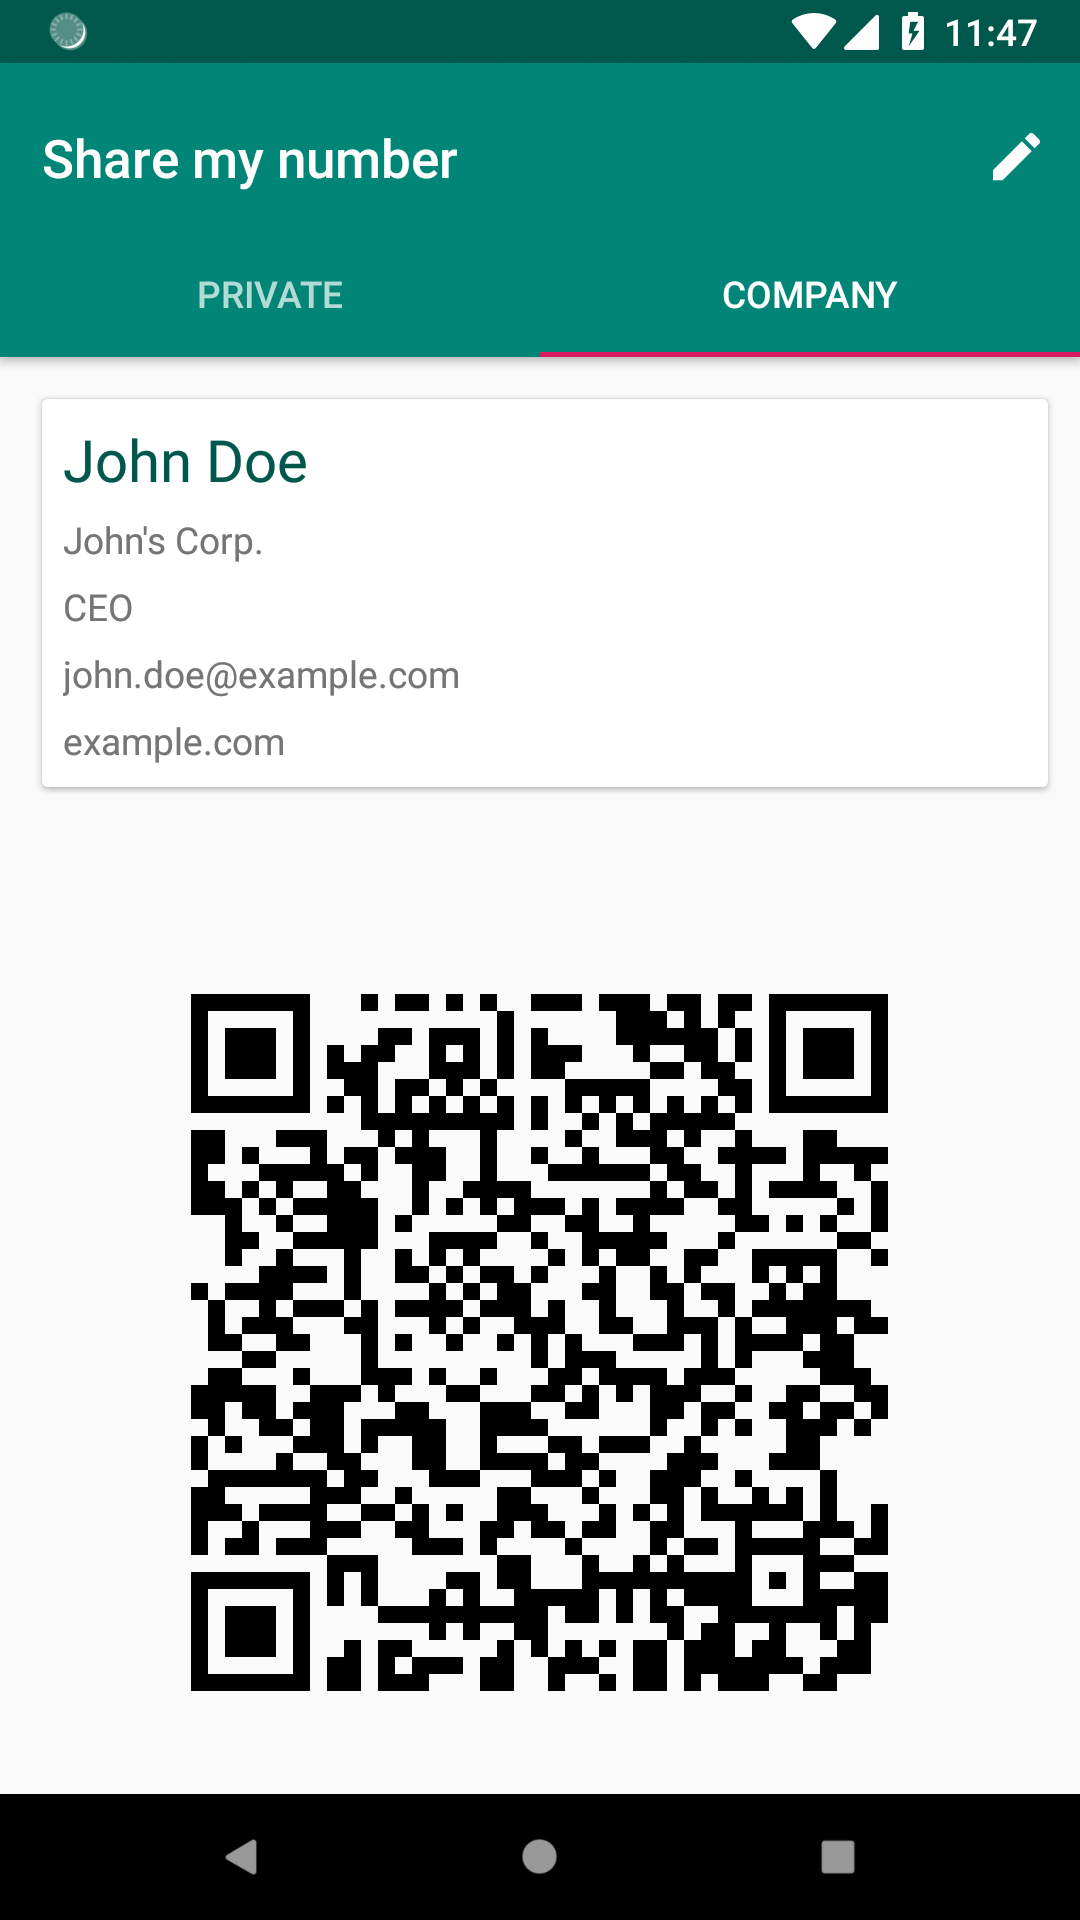 11:47
Share my number
PRIVATE
COMPANY
John Doe
John's Corp.
CEO
john.doe@example.com
example.com